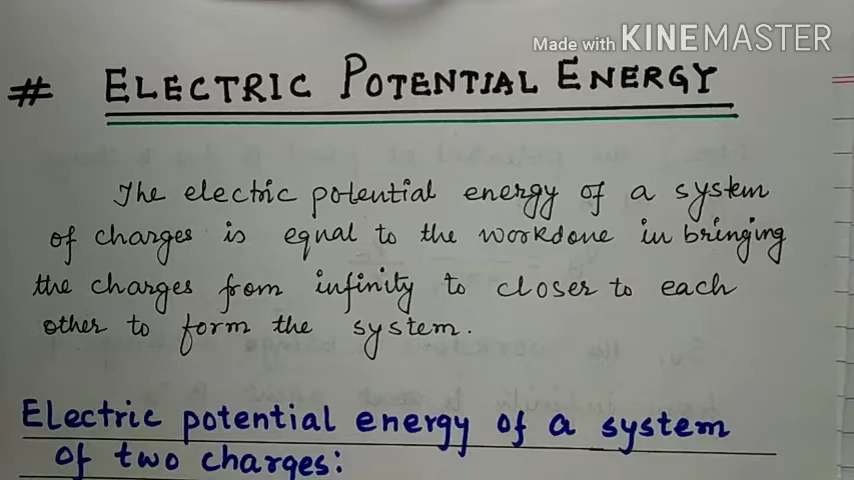 Made with KINEMASTER
# ELECTRIC POTENTIAL ENERGY
The electric potential energy of a system
of charges is equal to the workdone in bringing
the charges from infinity to closer to each
other to form the system.
Electric potential energy of a system
of two charges: